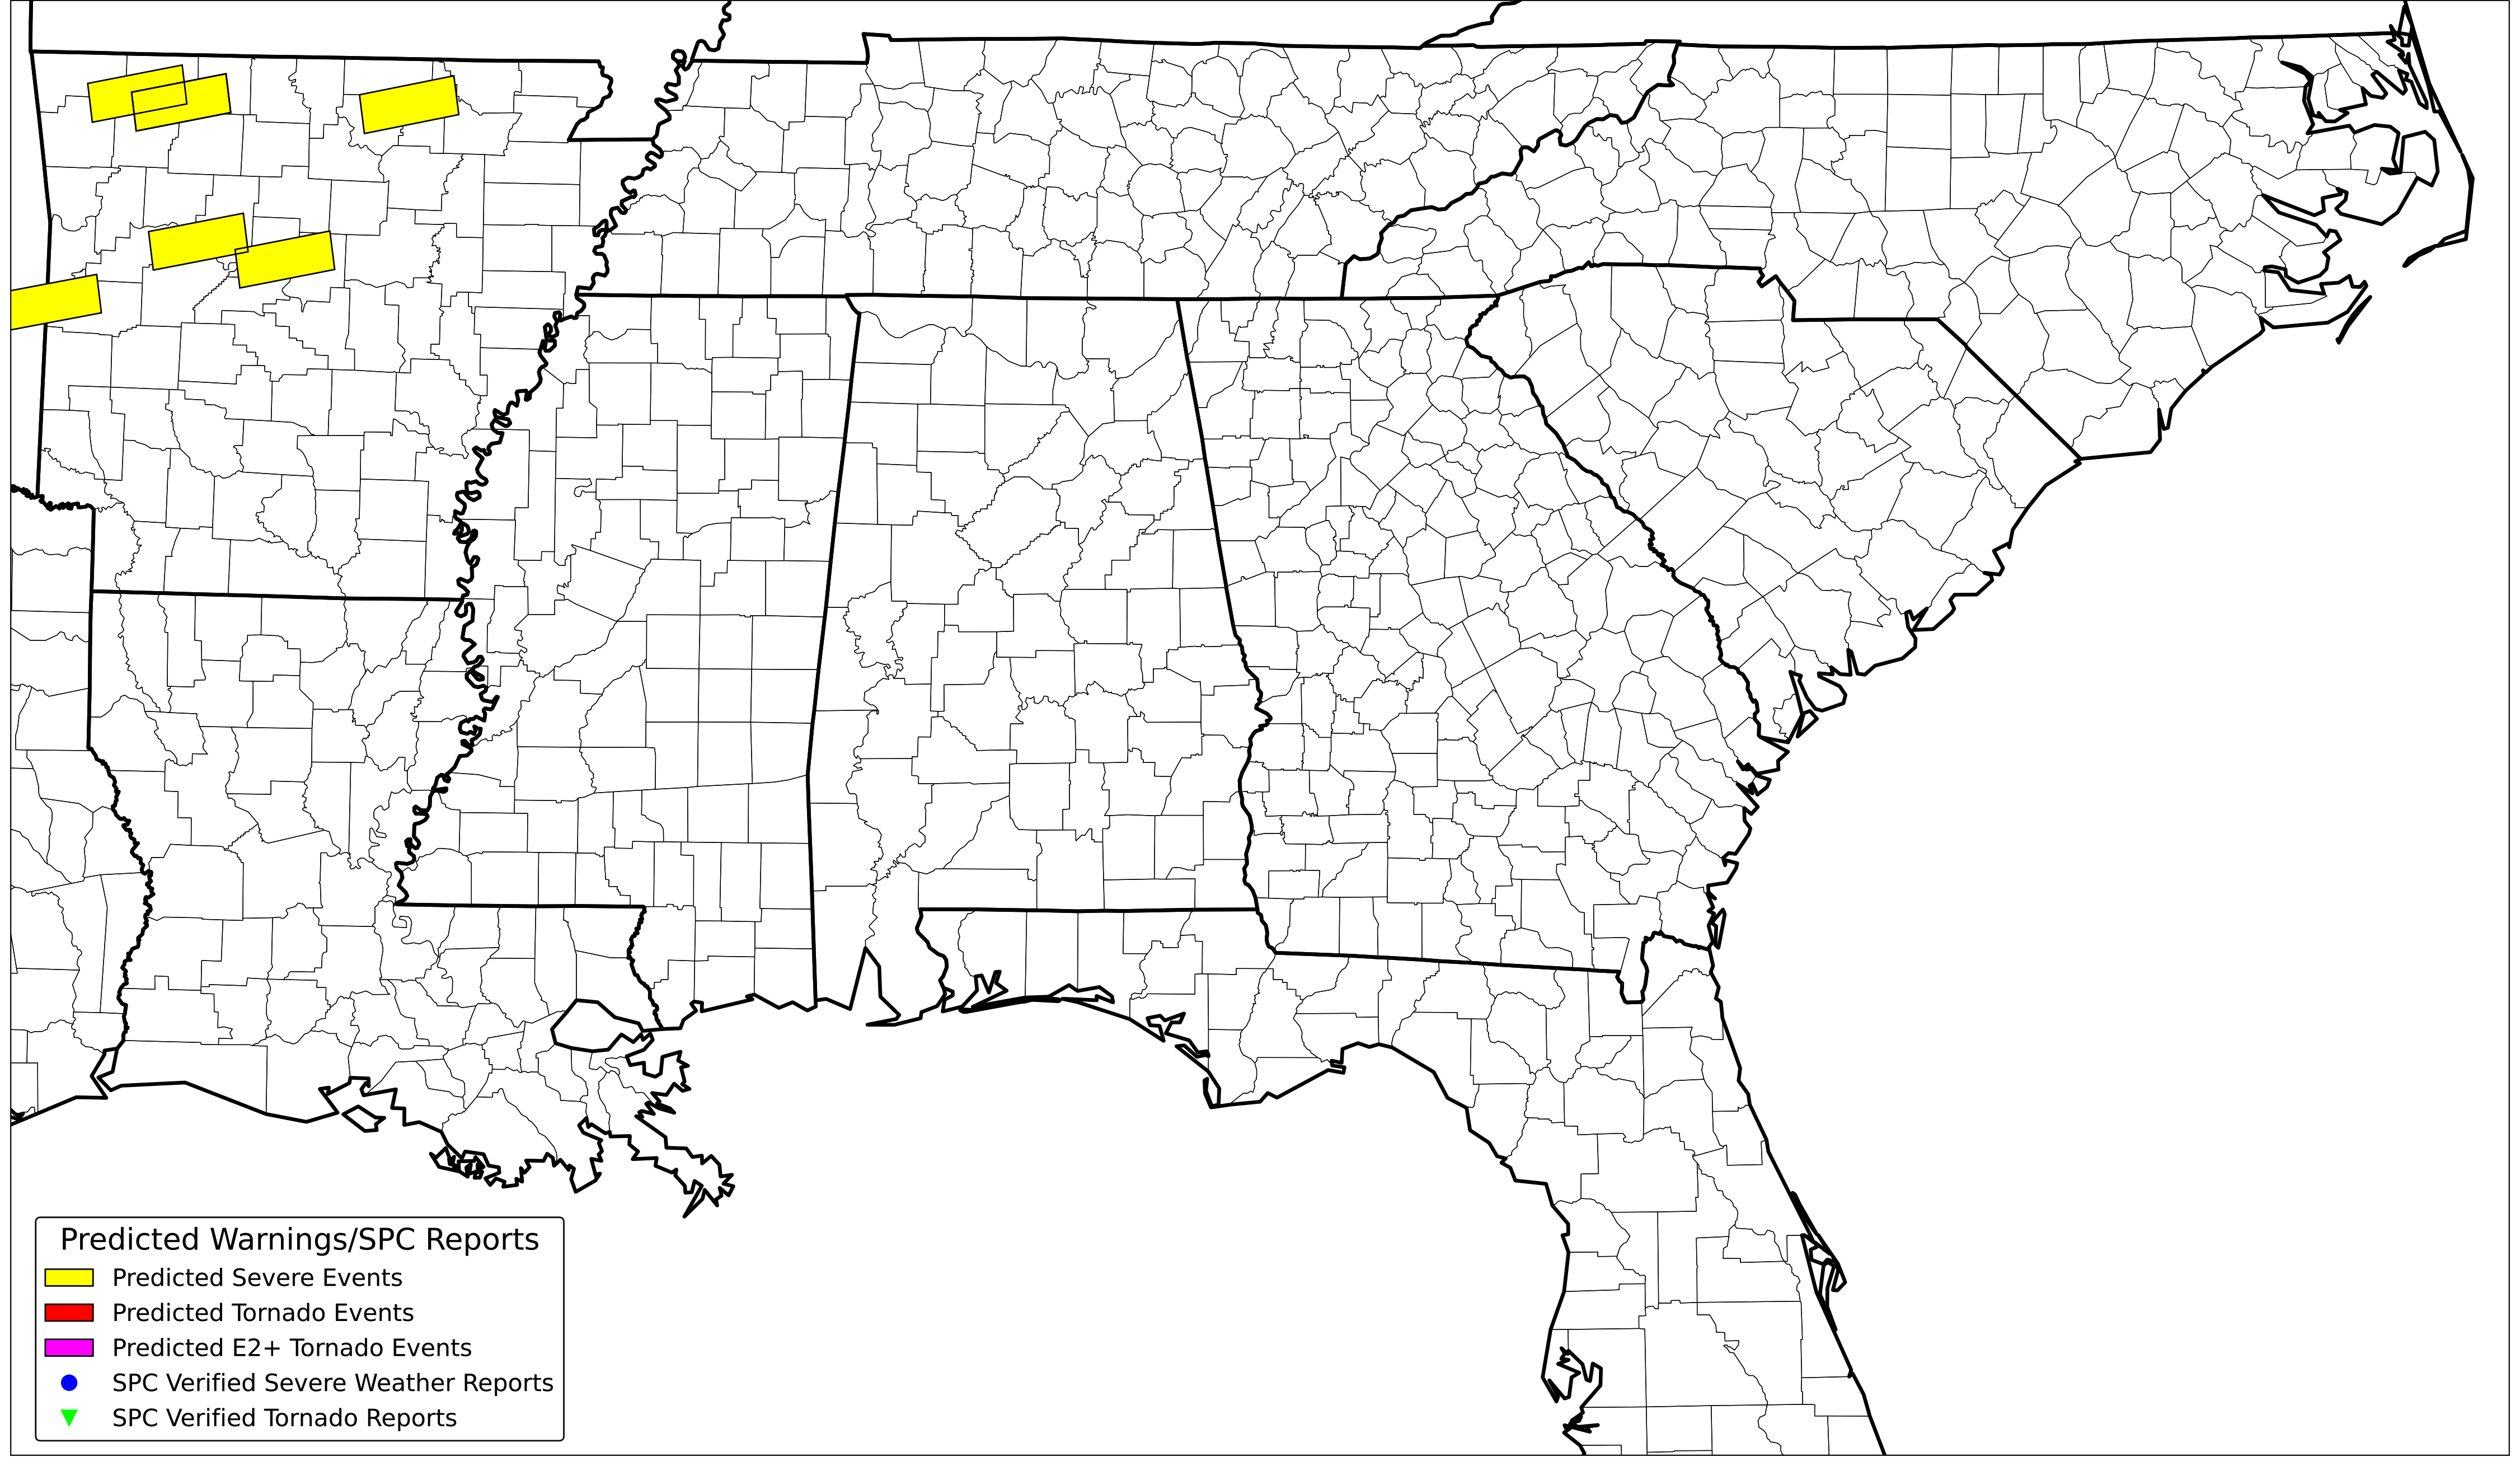 Predicted Warnings/SPC Reports
Predicted Severe Events
Predicted Tornado Events
Predicted E2+ Tornado Events
SPC Verified Severe Weather Reports
SPC Verified Tornado Reports